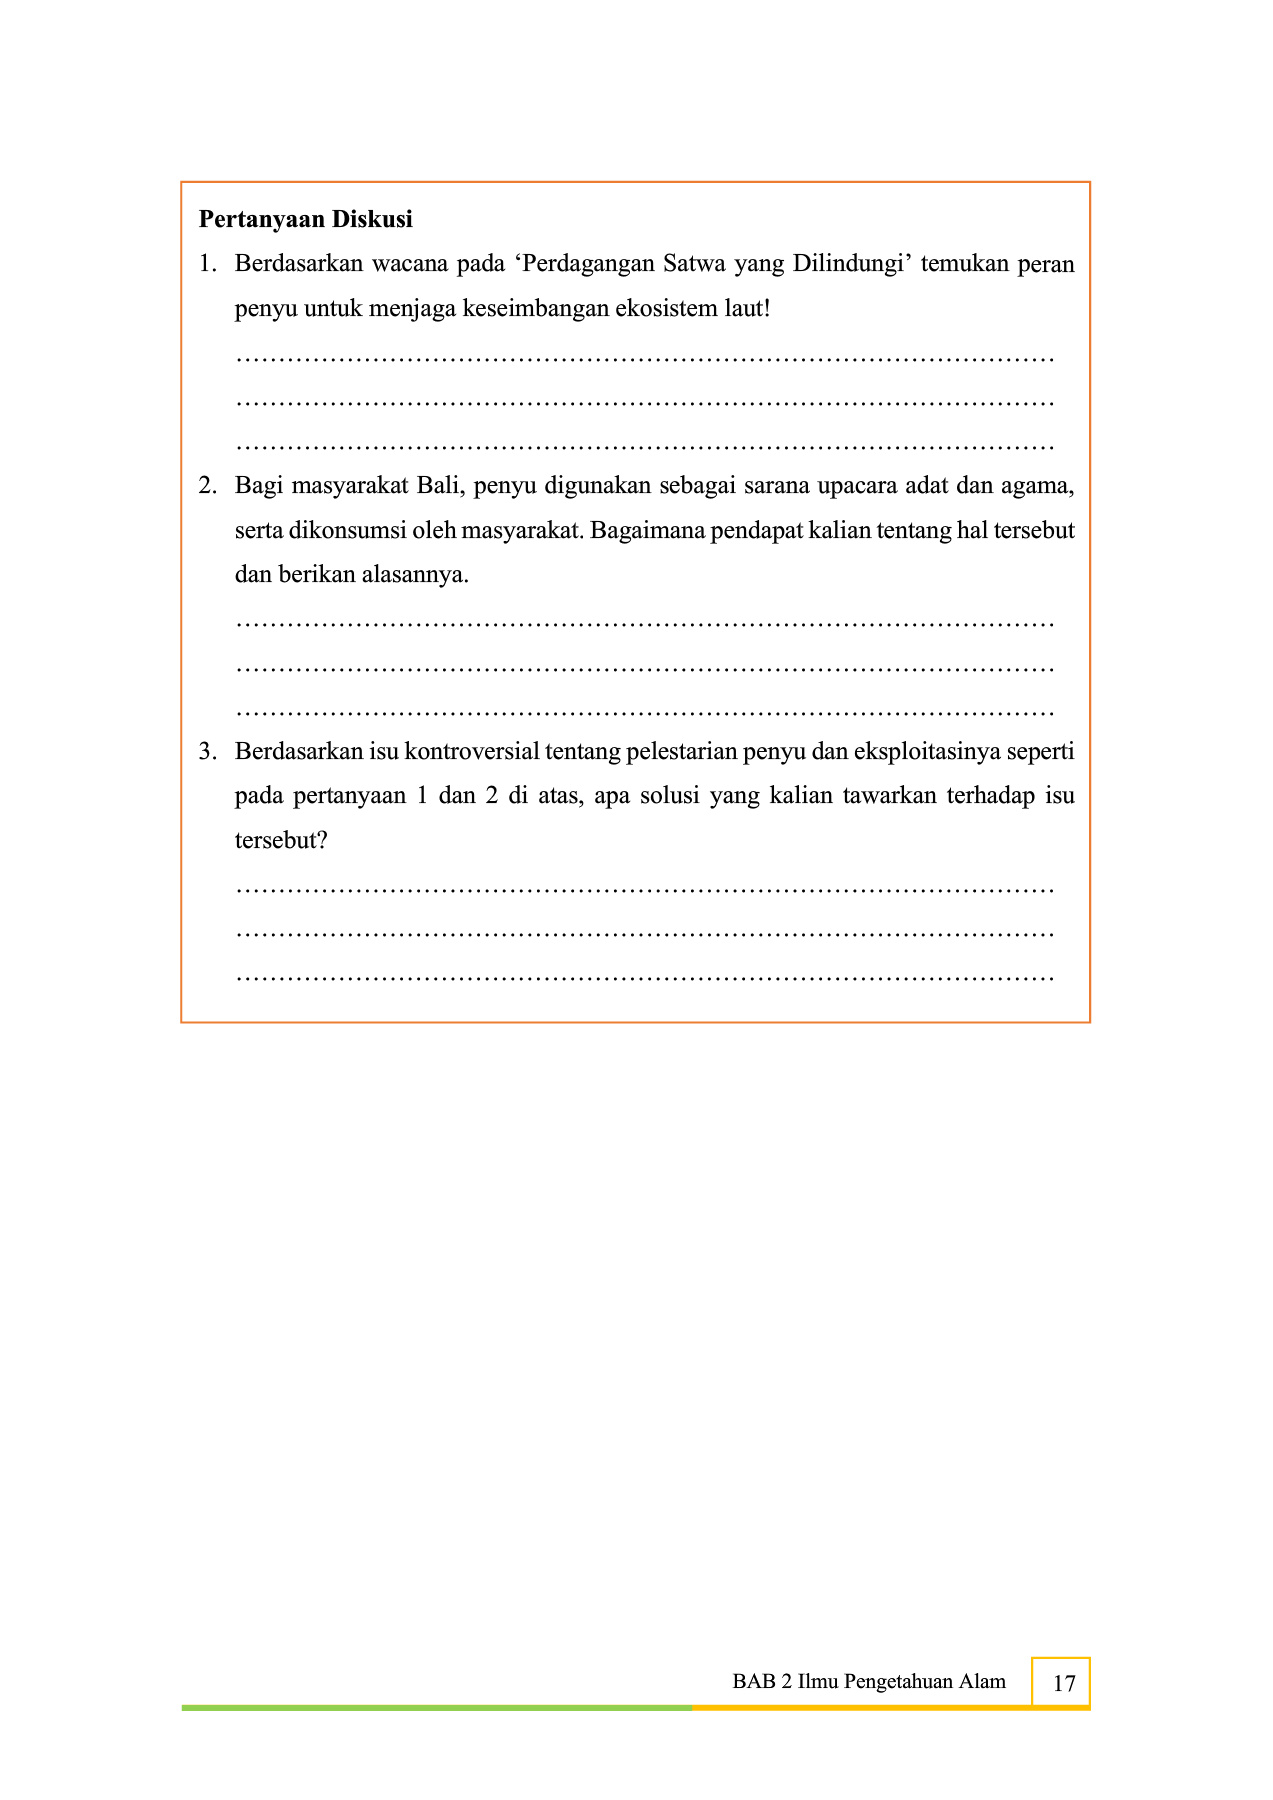 Pertanyaan Diskusi
1. Berdasarkan wacana pada ‘Perdagangan Satwa yang Dilindungi’ temukan peran
penyu untuk menjaga keseimbangan ekosistem laut!
……………………………………………………………………………………
……………………………………………………………………………………
……………………………………………………………………………………
2. Bagi masyarakat Bali, penyu digunakan sebagai sarana upacara adat dan agama,
serta dikonsumsi oleh masyarakat. Bagaimana pendapat kalian tentang hal tersebut
dan berikan alasannya.
……………………………………………………………………………………
……………………………………………………………………………………
……………………………………………………………………………………
3. Berdasarkan isu kontroversial tentang pelestarian penyu dan eksploitasinya seperti
pada pertanyaan 1 dan 2 di atas, apa solusi yang kalian tawarkan terhadap isu
tersebut?
……………………………………………………………………………………
……………………………………………………………………………………
……………………………………………………………………………………
BAB 2 Ilmu Pengetahuan Alam 17